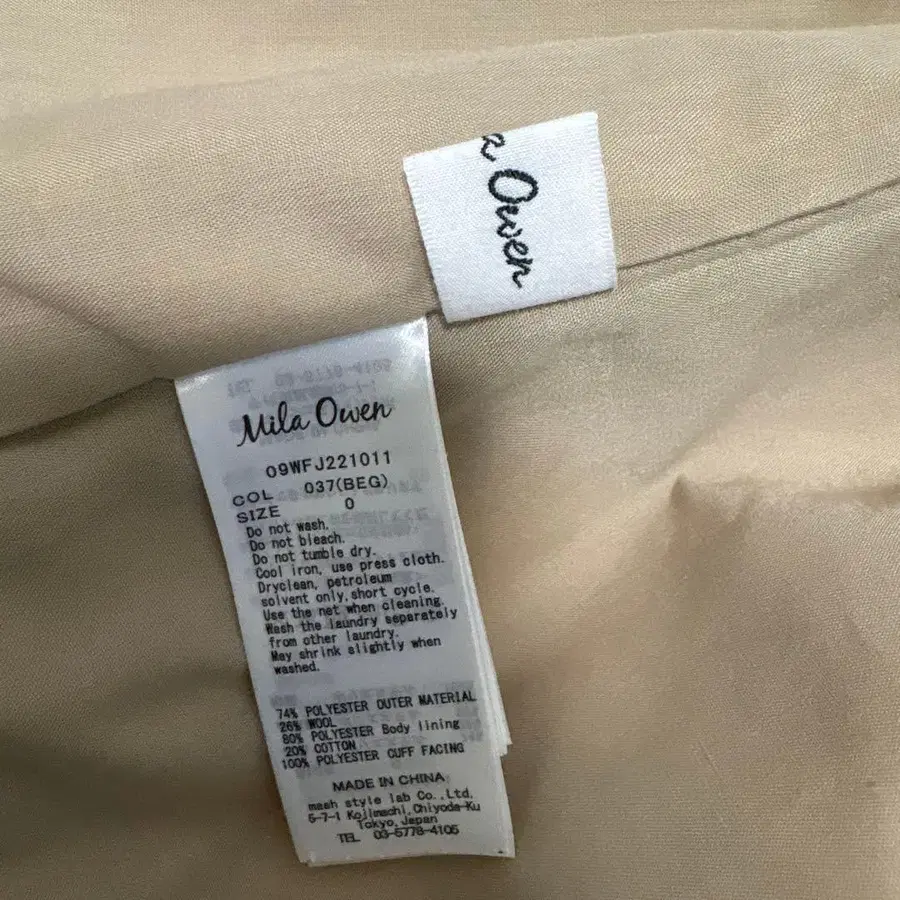 a Owen
Mila Owen
09WFJ221011
COL 037(BEG)
SIZE 0
Do not wash.
Do not bleach.
Do not tumble dry.
Cool iron, use press cloth.
Dryclean, petroleum
solvent only,short cycle.
Use the net when cleaning.
Wash the laundry separately
from other laundry.
May shrink slightly when
washed.
74% POLYESTER OUTER MATERIAL
26% WOOL
80% POLYESTER Body lining
20% COTTON
100% POLYESTER CUFF FACING
MADE IN CHINA
mash style lab Co.,Ltd.
5-7-1 Kojimachi,Chiyoda-Ku
Tokyo,Japan
TEL 03-5778-4105